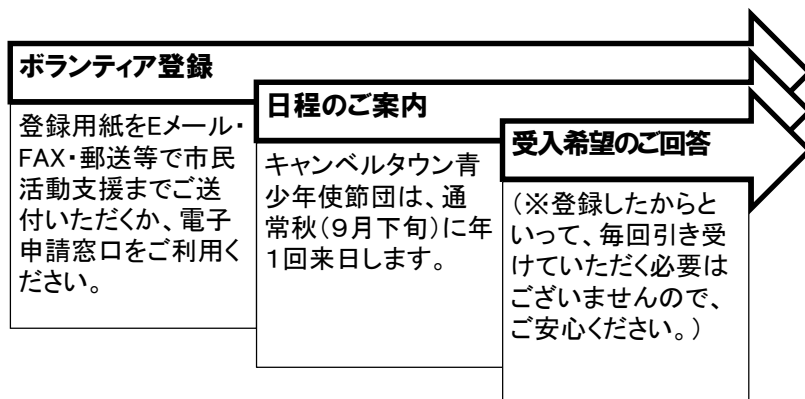 ボランティア登録
登録用紙をEメール・
FAX・郵送等で市民
活動支援までご送
付いただくか、電子
申請窓口をご利用く
ださい。
日程のご案内
キャンベルタウン青
少年使節団は、通
常秋(9月下旬)に年
1回来日します。
受入希望のご回答
(※登録したからと
いって、毎回引き受
けていただく必要は
ございませんので、
ご安心ください。)